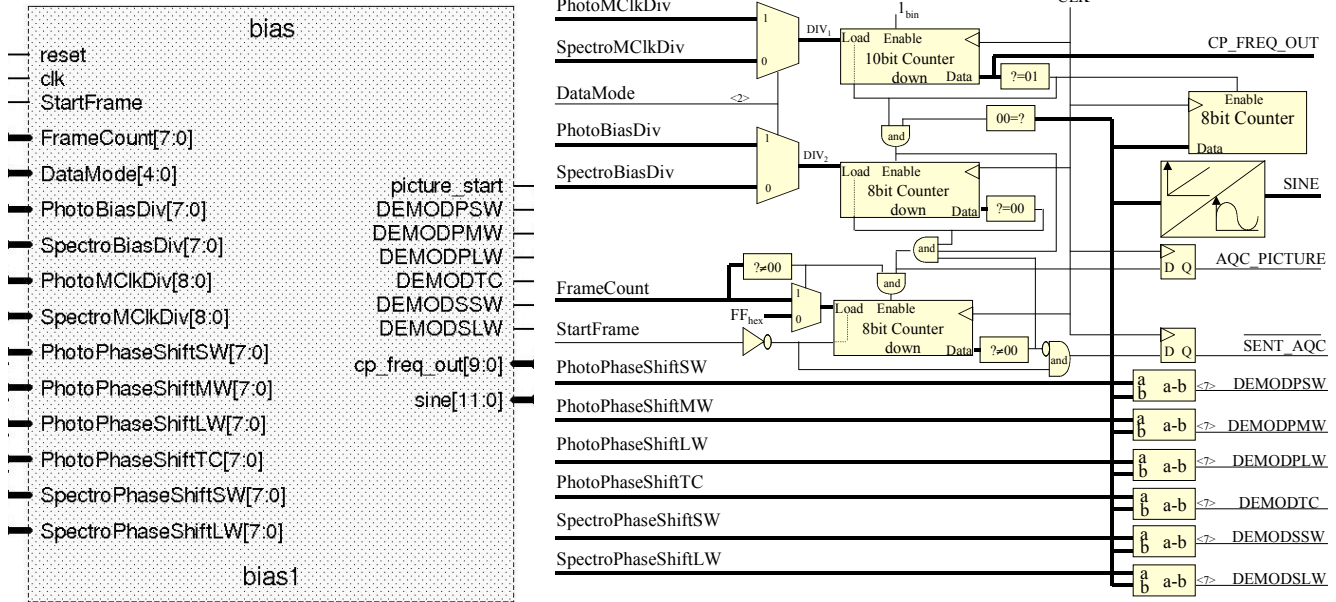 bias
reset
clk
StartFrame
FrameCount[7:0]
DataMode[4:0]
PhotoBiasDiv[7:0]
SpectroBiasDiv[7:0]
PhotoMClkDiv[8:0]
SpectroMClkDiv[8:0]
PhotoPhaseShiftSW[7:0]
PhotoPhaseShiftMW[7:0]
PhotoPhaseShiftLW[7:0]
PhotoPhaseShiftTC[7:0]
SpectroPhaseShiftSW[7:0]
SpectroPhaseShiftLW[7:0]
picture_start
DEMODPSW
DEMODPMW
DEMODPLW
DEMODTC
DEMODSSW
DEMODSLW
cp_freq_out[9:0]
sine[11:0]
bias1
PhotoMClkDiv
SpectroMClkDiv
DataMode
<2>
PhotoBiasDiv
SpectroBiasDiv
1
0
DIV1
1
0
DIV2
1bin
Load Enable
10bit Counter
down Data
?=01
CLK
CP_FREQ_OUT
Enable
8bit Counter
Data
and
00=?
Load Enable
8bit Counter
down Data
?=00
SINE
and
D Q
AQC_PICTURE
?≠00
and
FrameCount
FFhex
1
0
StartFrame
Load Enable
8bit Counter
down Data
?≠00
and
D Q
SENT_AQC
PhotoPhaseShiftSW
a
b
a-b
<7>
DEMODPSW
PhotoPhaseShiftMW
a
b
a-b
<7>
DEMODPMW
PhotoPhaseShiftLW
a
b
a-b
<7>
DEMODPLW
PhotoPhaseShiftTC
a
b
a-b
<7>
DEMODTC
SpectroPhaseShiftSW
a
b
a-b
<7>
DEMODSSW
SpectroPhaseShiftLW
a
b
a-b
<7>
DEMODSLW